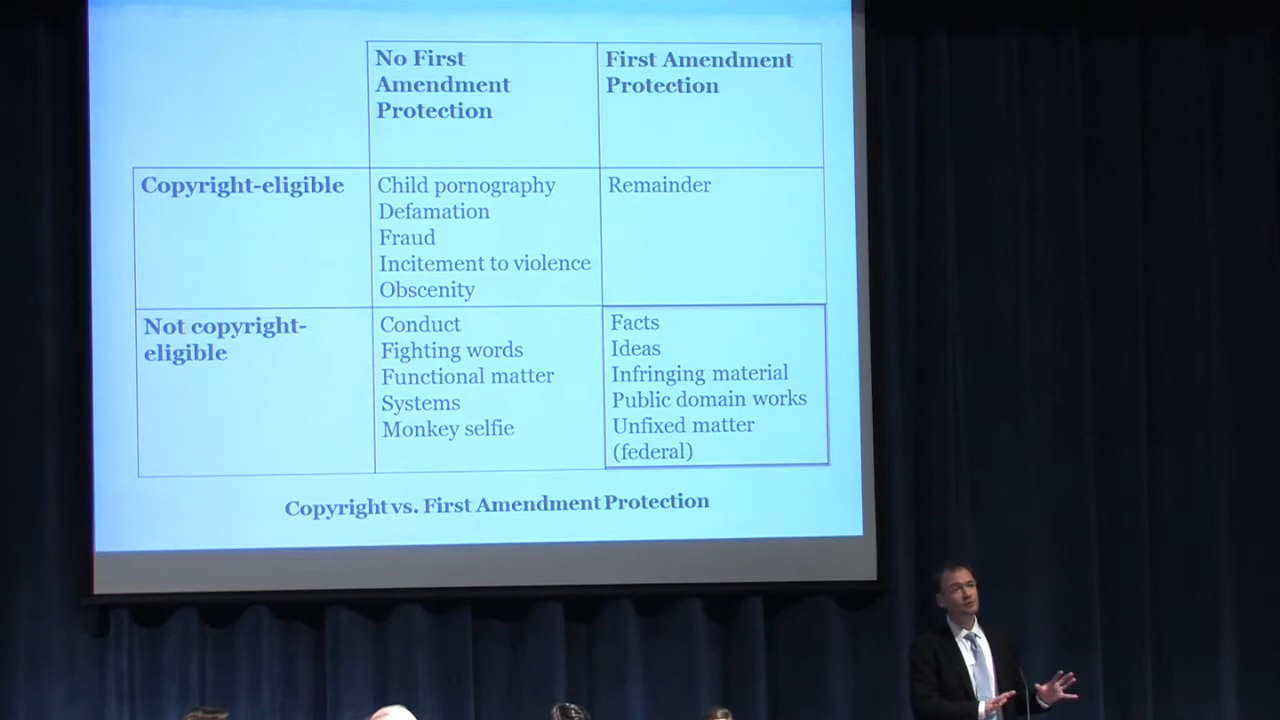 No First
Amendment
Protection
First Amendment
Protection
Copyright-eligible
Child pornography
Defamation
Fraud
Incitement to violence
Obscenity
Remainder
Not copyright-
eligible
Conduct
Fighting words
Functional matter
Systems
Monkey selfie
Facts
Ideas
Infringing material
Public domain works
Unfixed matter
(federal)
Copyright vs. First Amendment Protection